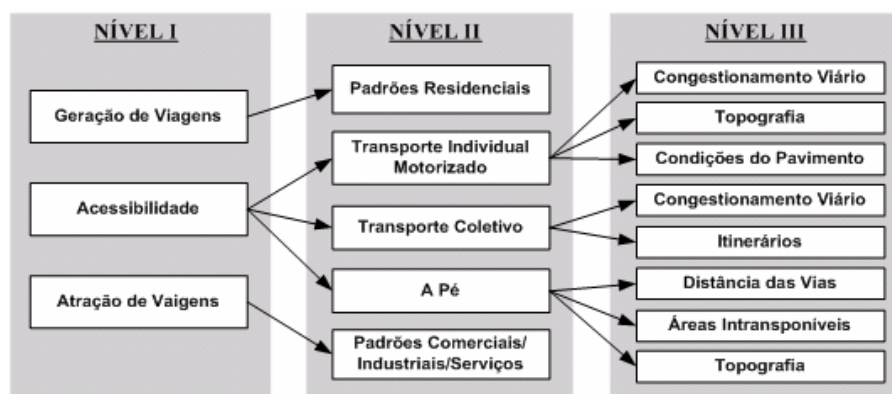 NÍVEL I
Geração de Viagens
Acessibilidade
Atração de Vaigens
NÍVEL II
Padrões Residenciais
Transporte Individual
Motorizado
Transporte Coletivo
A Pé
Padrões Comerciais/
Industriais/Serviços
NÍVEL III
Congestionamento Viário
Topografia
Condições do Pavimento
Congestionamento Viário
Itinerários
Distância das Vias
Áreas Intransponíveis
Topografia